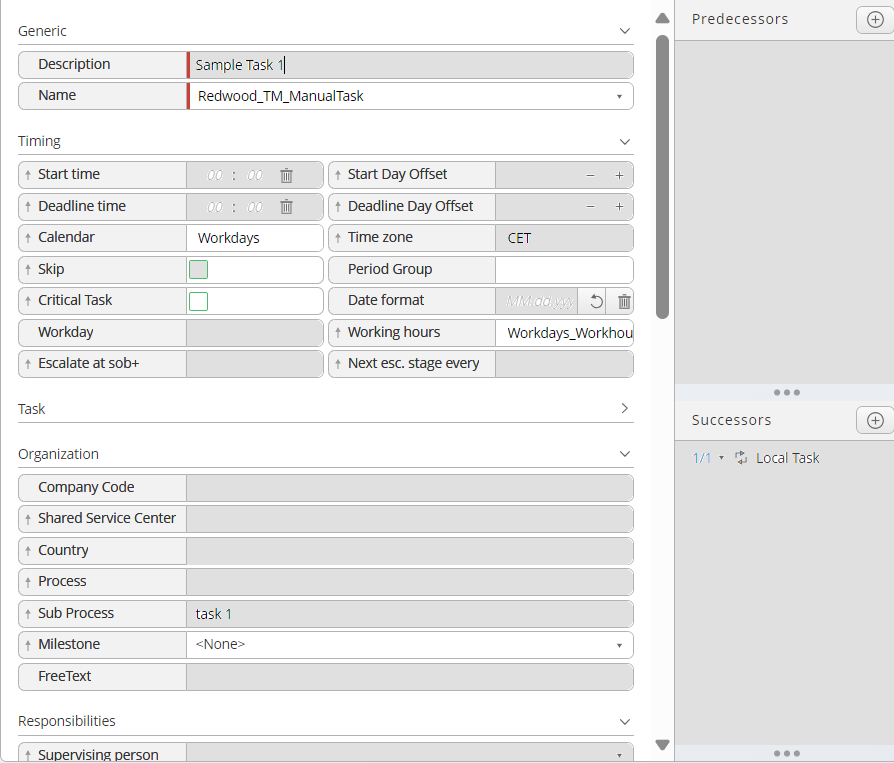 Generic
Description Sample Task 1
Name Redwood_TM_ManualTask
Timing
Start time 00 : 00 Start Day Offset − +
Deadline time 00 : 00 Deadline Day Offset − +
Calendar Workdays Time zone CET
Skip Period Group
Critical Task Date format MM.dd.yyy
Workday Working hours Workdays_Workhou
Escalate at sob+ Next esc. stage every
Task
Organization
Company Code
Shared Service Center
Country
Process
Sub Process task 1
Milestone <None>
FreeText
Responsibilities
Supervising person
Predecessors
Successors
1/1 Local Task